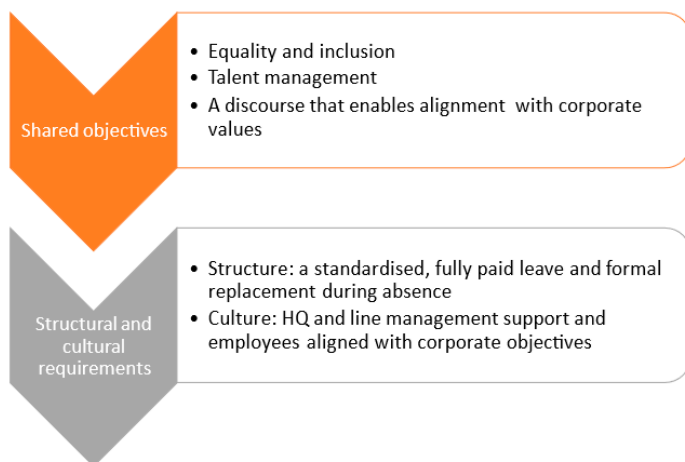 Shared objectives
• Equality and inclusion
• Talent management
• A discourse that enables alignment with corporate
values
Structural and
cultural
requirements
• Structure: a standardised, fully paid leave and formal
replacement during absence
• Culture: HQ and line management support and
employees aligned with corporate objectives